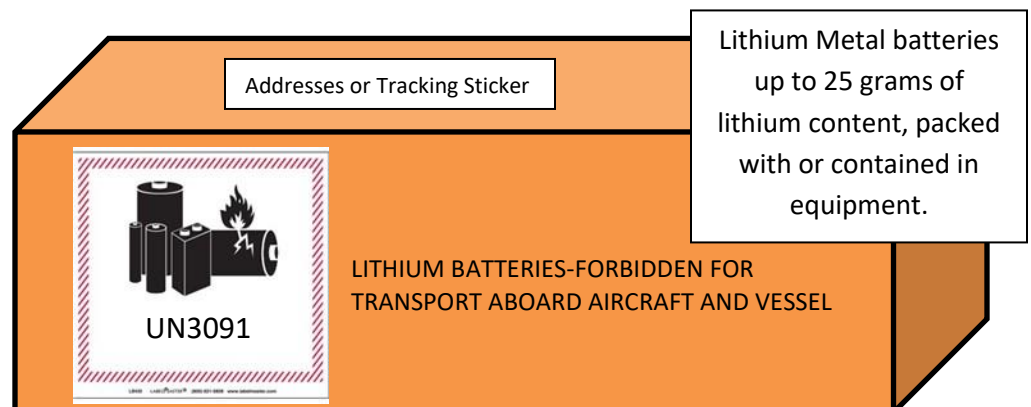 Addresses or Tracking Sticker
Lithium Metal batteries
up to 25 grams of
lithium content, packed
with or contained in
equipment.
LITHIUM BATTERIES-FORBIDDEN FOR
TRANSPORT ABOARD AIRCRAFT AND VESSEL
UN3091